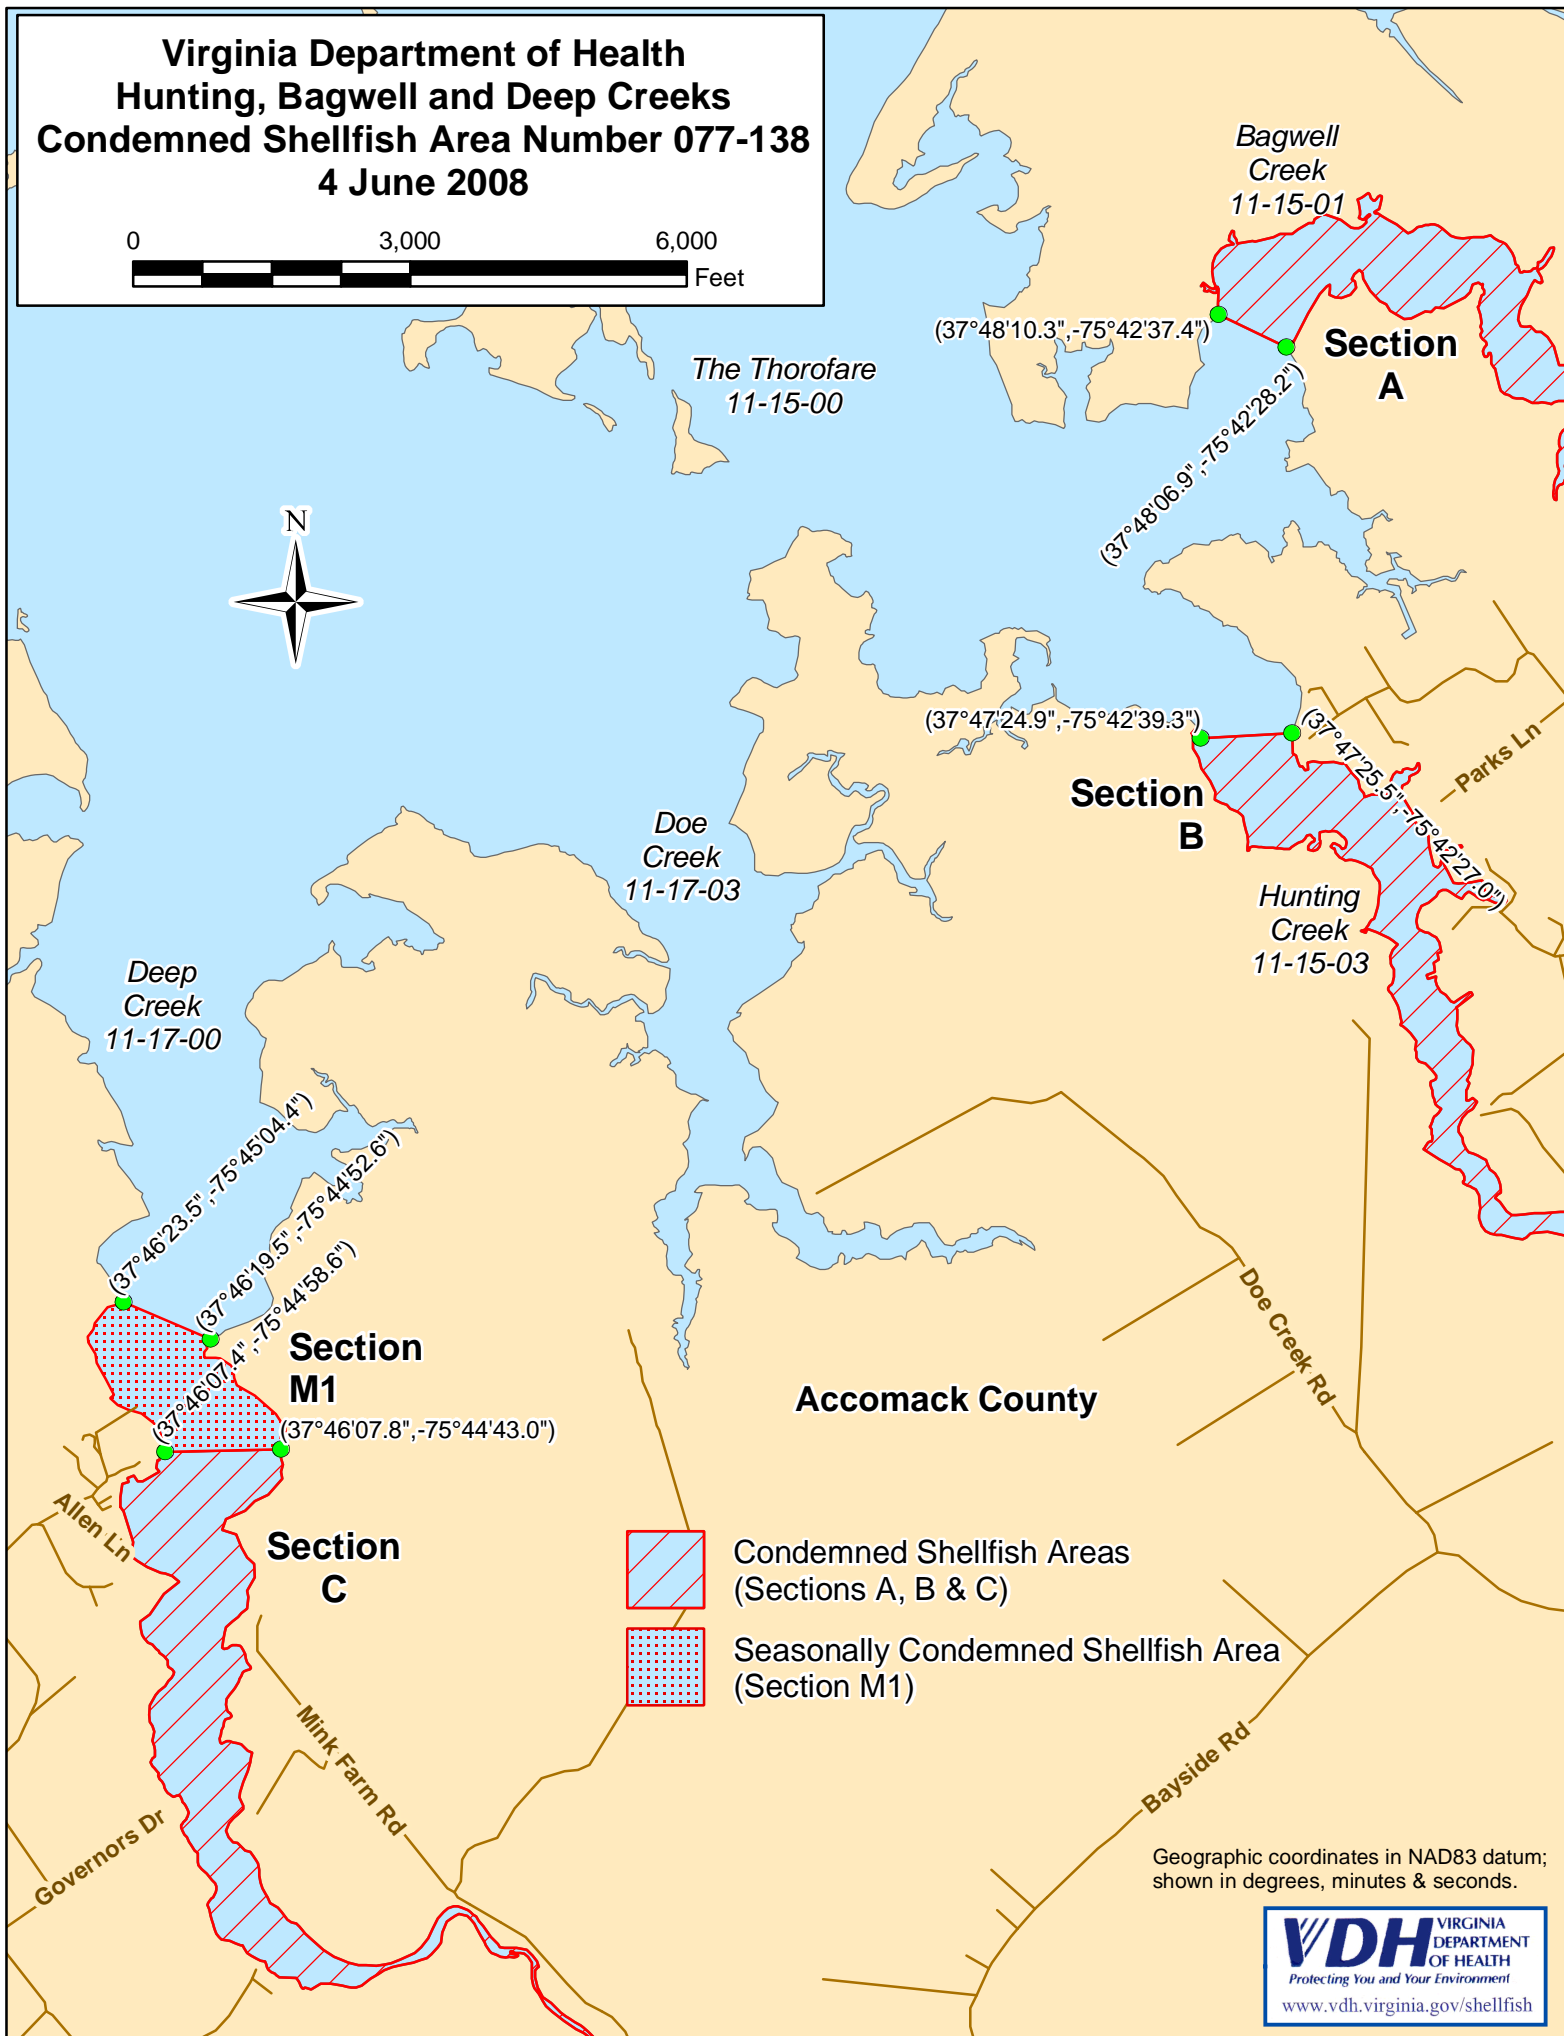 Virginia Department of Health
Hunting, Bagwell and Deep Creeks
Condemned Shellfish Area Number 077-138
4 June 2008
0 3,000 6,000
Feet
Bagwell
Creek
11-15-01
(37°48'10.3",-75°42'37.4")
Section
A
(37°48'06.9",-75°42'28.2")
The Thorofare
11-15-00
N
(37°47'24.9",-75°42'39.3")
(37°47'25.5",-75°42'27.0")
Parks Ln
Section
B
Doe
Creek
11-17-03
Hunting
Creek
11-15-03
Deep
Creek
11-17-00
(37°46'23.5",-75°45'04.4")
(37°46'19.5",-75°44'52.6")
(37°46'07.4",-75°44'58.6")
Section
M1
(37°46'07.8",-75°44'43.0")
Doe Creek Rd
Accomack County
Allen Ln
Section
C
Condemned Shellfish Areas
(Sections A, B & C)
Seasonally Condemned Shellfish Area
(Section M1)
Mink Farm Rd
Bayside Rd
Governors Dr
Geographic coordinates in NAD83 datum;
shown in degrees, minutes & seconds.
VDH
VIRGINIA
DEPARTMENT
OF HEALTH
Protecting You and Your Environment
www.vdh.virginia.gov/shellfish